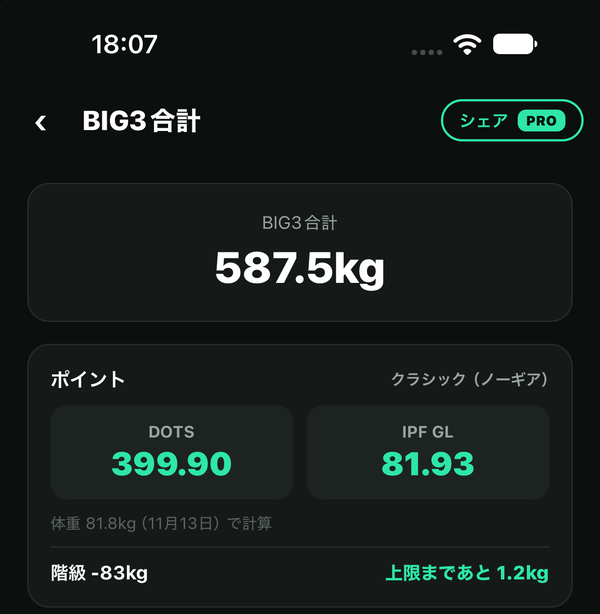 18:07
BIG3合計
シェア PRO
BIG3合計
587.5kg
ポイント クラシック（ノーギア）
DOTS IPF GL
399.90 81.93
体重 81.8kg（11月13日）で計算
階級 -83kg 上限まであと 1.2kg